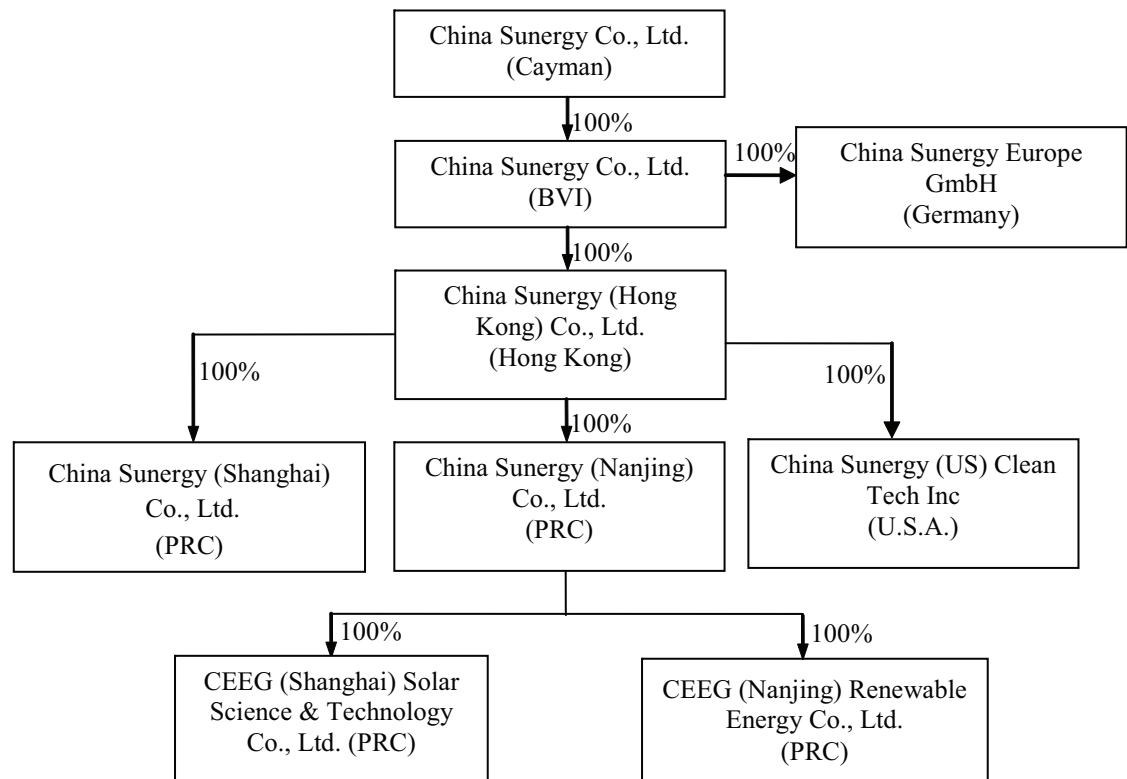 China Sunergy Co., Ltd.
(Cayman)
100%
China Sunergy Co., Ltd.
(BVI)
100%
China Sunergy Europe
GmbH
(Germany)
100%
China Sunergy (Hong
Kong) Co., Ltd.
(Hong Kong)
100%
100%
100%
China Sunergy (Shanghai)
Co., Ltd.
(PRC)
China Sunergy (Nanjing)
Co., Ltd.
(PRC)
China Sunergy (US) Clean
Tech Inc
(U.S.A.)
100%
100%
CEEG (Shanghai) Solar
Science & Technology
Co., Ltd. (PRC)
CEEG (Nanjing) Renewable
Energy Co., Ltd.
(PRC)